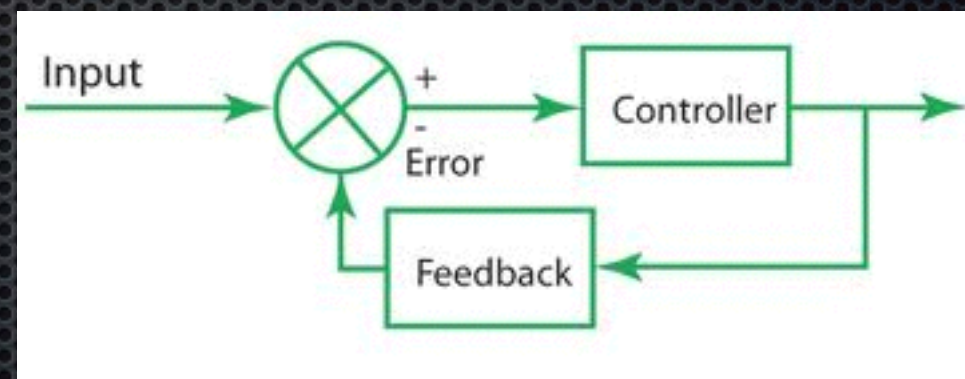 Input
+
-
Error
Controller
Feedback